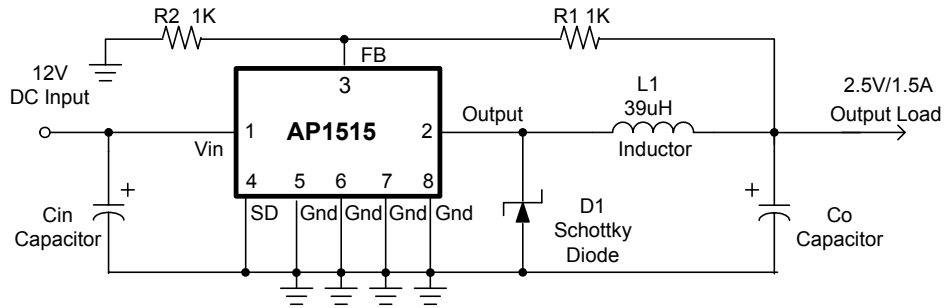 R2 1K
R1 1K
FB
3
12V
DC Input
Vin
1
AP1515
2
Output
L1
39uH
Inductor
2.5V/1.5A
Output Load
4
5
6
7
8
SD
Gnd
Gnd
Gnd
Gnd
+
Cin
Capacitor
D1
Schottky
Diode
+
Co
Capacitor